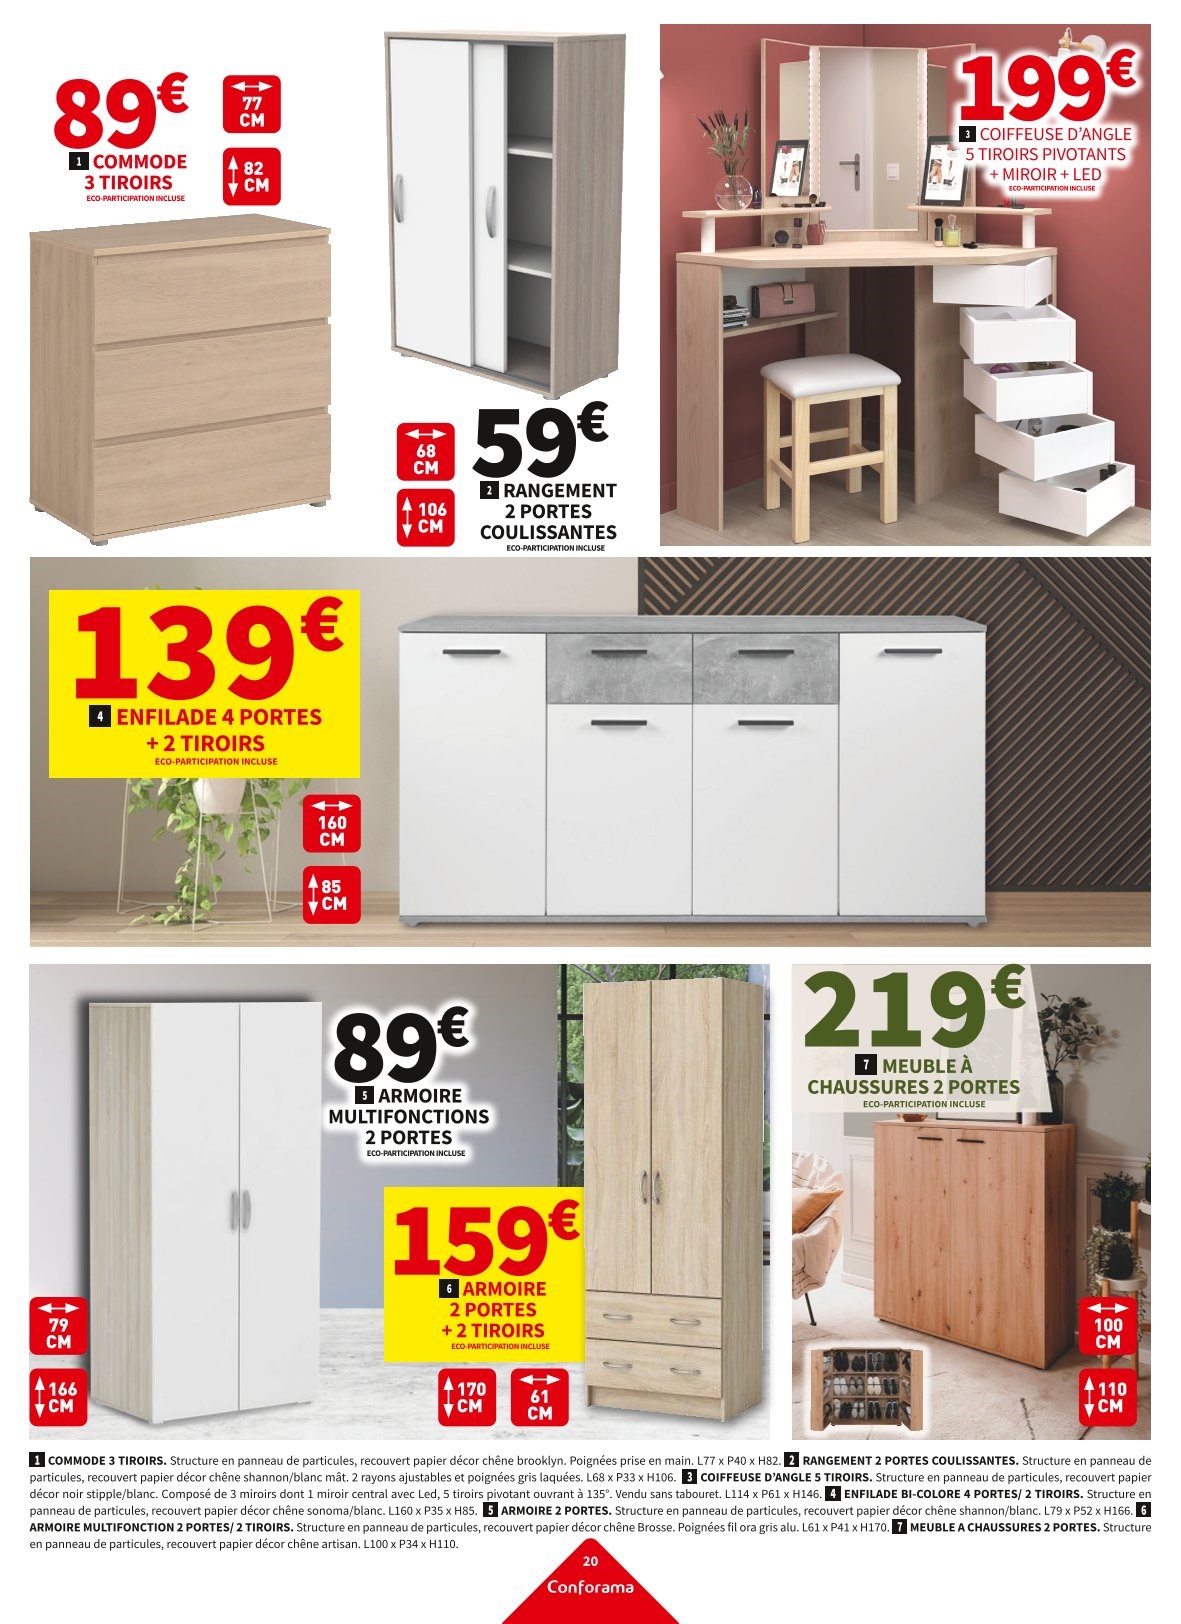 89€
1 COMMODE
3 TIROIRS
ECO-PARTICIPATION INCLUSE
77
CM
82
CM
68
CM
106
CM
59€
2 RANGEMENT
2 PORTES
COULISSANTES
ECO-PARTICIPATION INCLUSE
199€
3 COIFFEUSE D'ANGLE
5 TIROIRS PIVOTANTS
+ MIROIR + LED
ECO-PARTICIPATION INCLUSE
139€
4 ENFILADE 4 PORTES
+ 2 TIROIRS
ECO-PARTICIPATION INCLUSE
160
CM
85
CM
89€
5 ARMOIRE
MULTIFONCTIONS
2 PORTES
ECO-PARTICIPATION INCLUSE
79
CM
166
CM
159€
6 ARMOIRE
2 PORTES
+ 2 TIROIRS
ECO-PARTICIPATION INCLUSE
170
CM
61
CM
219€
7 MEUBLE À
CHAUSSURES 2 PORTES
ECO-PARTICIPATION INCLUSE
100
CM
110
CM
1 COMMODE 3 TIROIRS. Structure en panneau de particules, recouvert papier décor chêne brooklyn. Poignées prise en main. L77 x P40 x H82. 2 RANGEMENT 2 PORTES COULISSANTES. Structure en panneau de
particules, recouvert papier décor chêne shannon/blanc mât. 2 rayons ajustables et poignées gris laquées. L68 x P33 x H106. 3 COIFFEUSE D'ANGLE 5 TIROIRS. Structure en panneau de particules, recouvert papier
décor noir stipple/blanc. Composé de 3 miroirs dont 1 miroir central avec Led, 5 tiroirs pivotant ouvrant à 135°. Vendu sans tabouret. L114 x P61 x H146. 4 ENFILADE BI-COLORE 4 PORTES/ 2 TIROIRS. Structure en
panneau de particules, recouvert papier décor chêne sonoma/blanc. L160 x P35 x H85. 5 ARMOIRE 2 PORTES. Structure en panneau de particules, recouvert papier décor chêne shannon/blanc. L79 x P52 x H166. 6
ARMOIRE MULTIFONCTION 2 PORTES/ 2 TIROIRS. Structure en panneau de particules, recouvert papier décor chêne Brosse. Poignées fil ora gris alu. L61 x P41 x H170. 7 MEUBLE A CHAUSSURES 2 PORTES. Structure
en panneau de particules, recouvert papier décor chêne artisan. L100 x P34 x H110.
20
Conforama